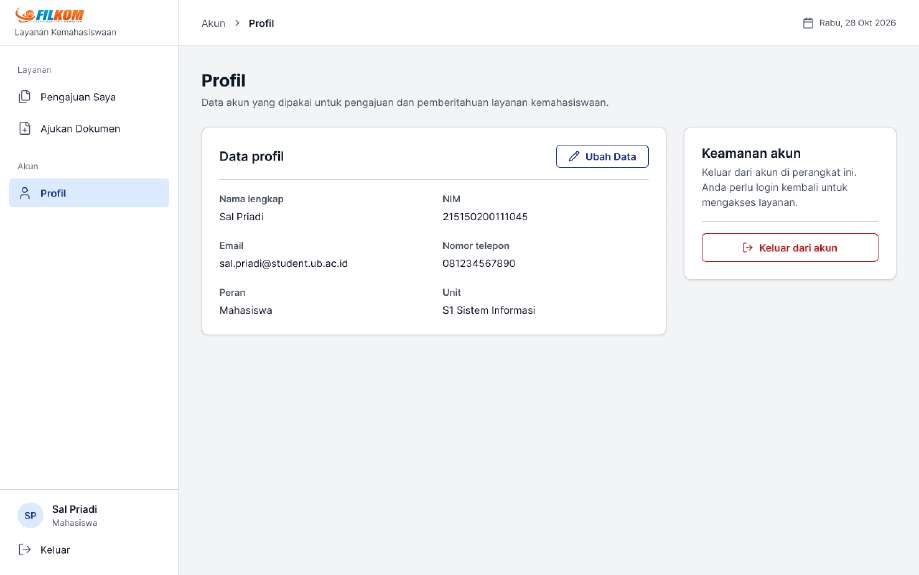 FILKOM
Layanan Kemahasiswaan
Layanan
Pengajuan Saya
Ajukan Dokumen
Akun
Profil
SP
Sal Priadi
Mahasiswa
Keluar
Akun > Profil
Rabu, 28 Okt 2026
Profil
Data akun yang dipakai untuk pengajuan dan pemberitahuan layanan kemahasiswaan.
Data profil
Ubah Data
Nama lengkap
Sal Priadi
NIM
215150200111045
Email
sal.priadi@student.ub.ac.id
Nomor telepon
081234567890
Peran
Mahasiswa
Unit
S1 Sistem Informasi
Keamanan akun
Keluar dari akun di perangkat ini.
Anda perlu login kembali untuk
mengakses layanan.
Keluar dari akun